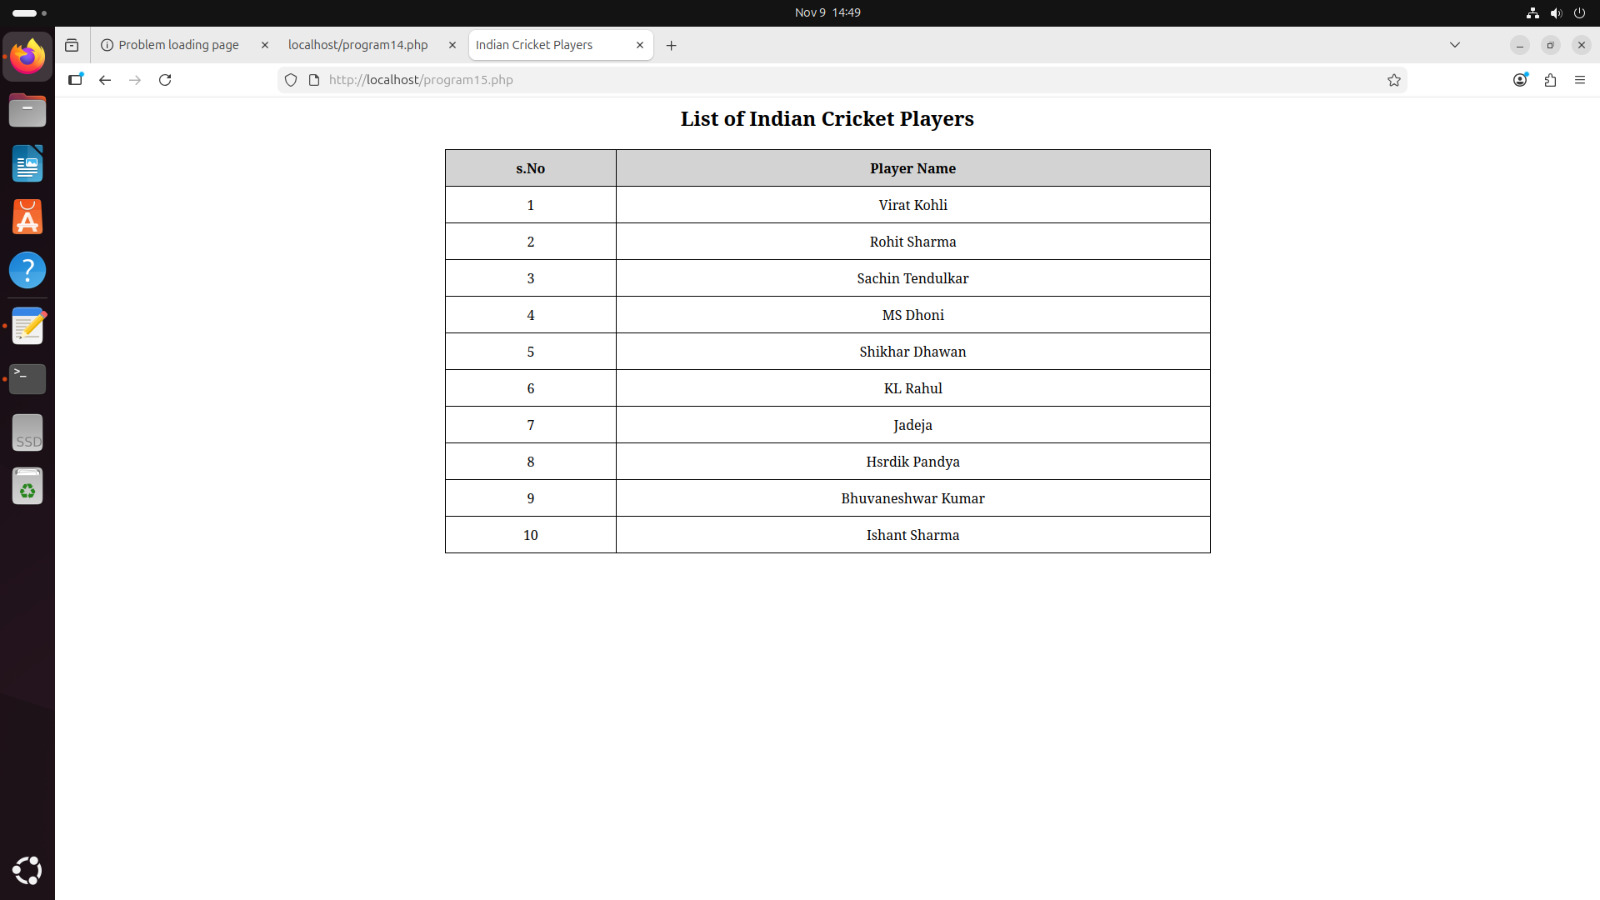 Nov 9 14:49
Problem loading page
localhost/program14.php
Indian Cricket Players
http://localhost/program15.php
List of Indian Cricket Players
s.No Player Name
1 Virat Kohli
2 Rohit Sharma
3 Sachin Tendulkar
4 MS Dhoni
5 Shikhar Dhawan
6 KL Rahul
7 Jadeja
8 Hsrdik Pandya
9 Bhuvaneshwar Kumar
10 Ishant Sharma
SSD